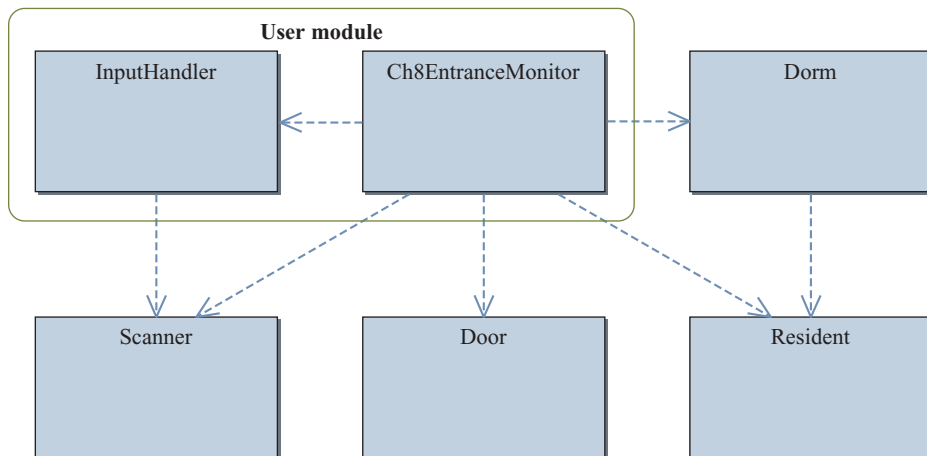 User module
InputHandler
Ch8EntranceMonitor
Dorm
Scanner
Door
Resident